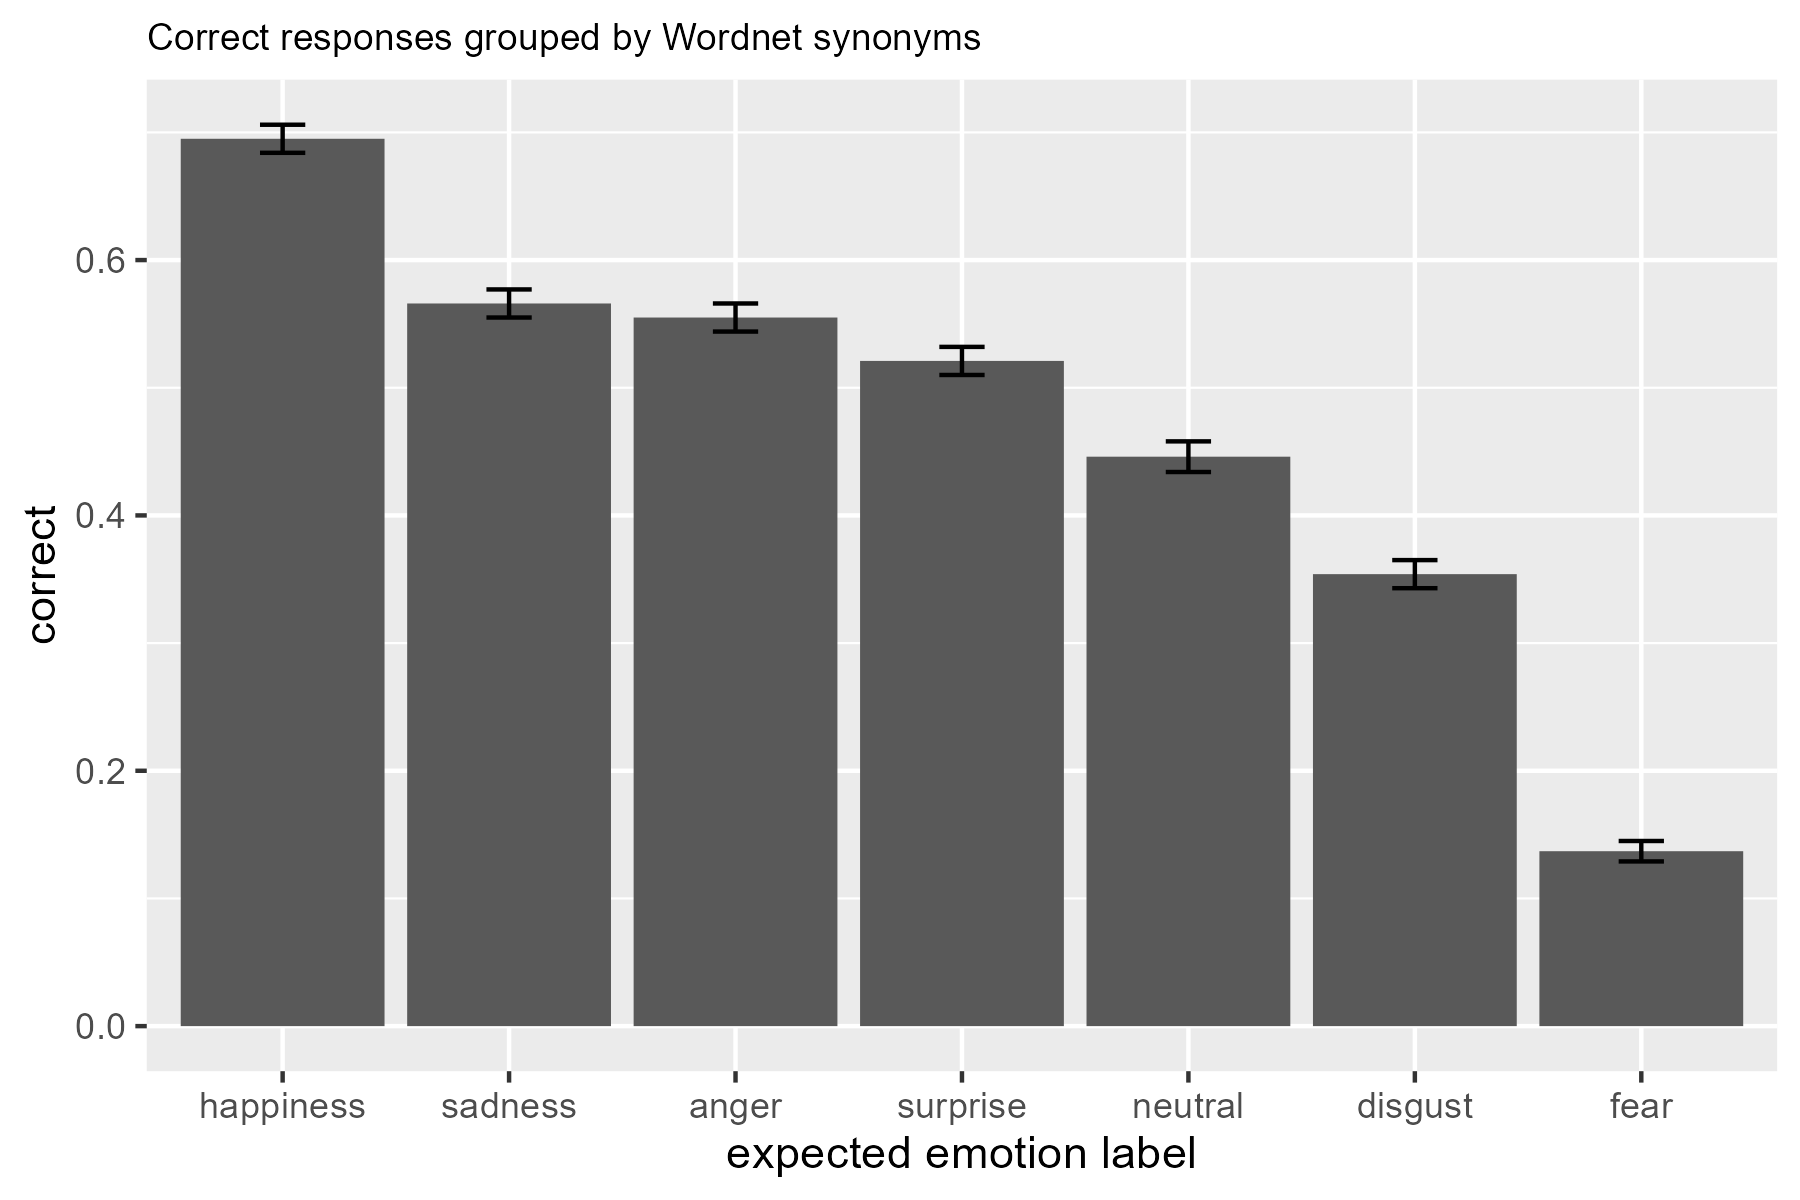 Correct responses grouped by Wordnet synonyms
correct
0.6
0.4
0.2
0.0
happiness sadness anger surprise neutral disgust fear
expected emotion label